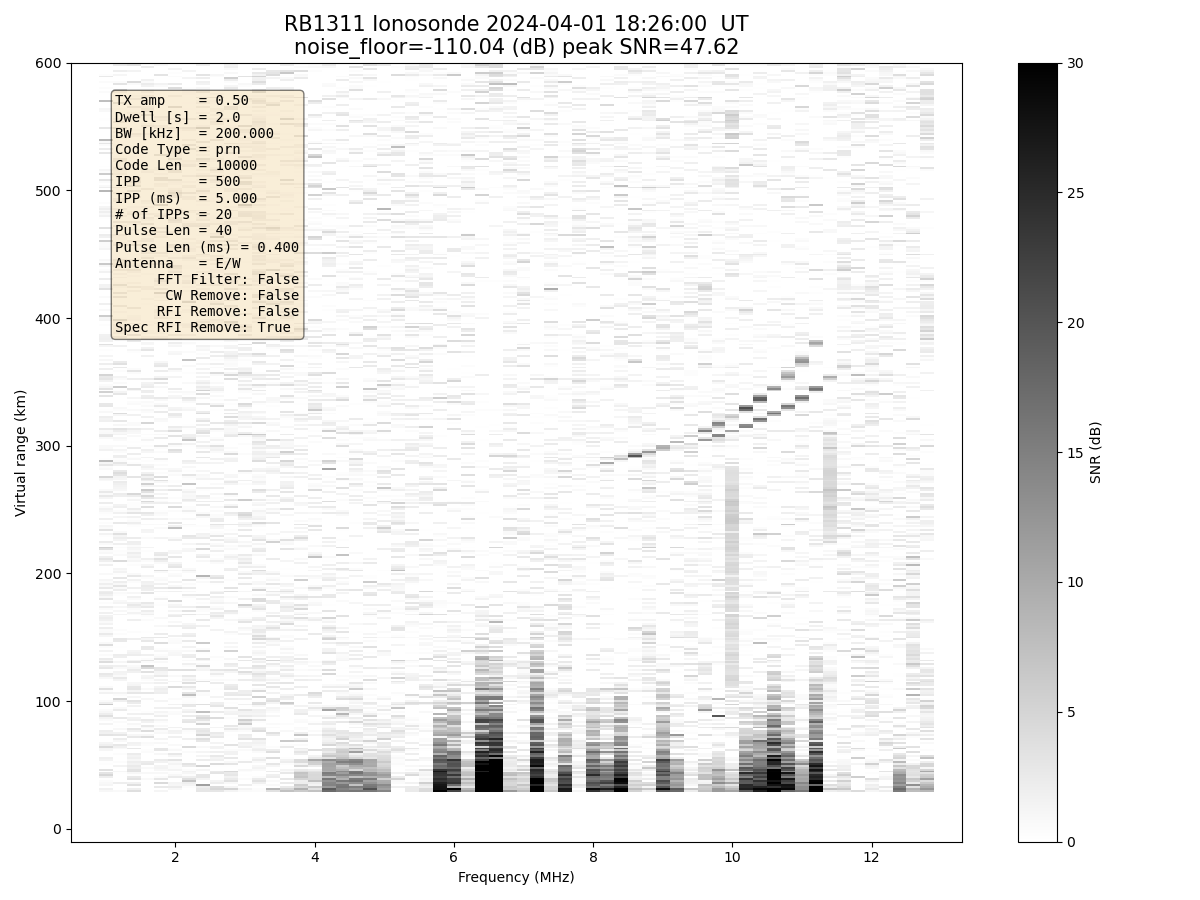 RB1311 Ionosonde 2024-04-01 18:26:00  UT
noise_floor=-110.04 (dB) peak SNR=47.62
600
500
400
300
200
100
0
Virtual range (km)
TX amp    = 0.50
Dwell [s] = 2.0
BW [kHz]  = 200.000
Code Type = prn
Code Len  = 10000
IPP       = 500
IPP (ms)  = 5.000
# of IPPs = 20
Pulse Len = 40
Pulse Len (ms) = 0.400
Antenna   = E/W
FFT Filter: False
CW Remove: False
RFI Remove: False
Spec RFI Remove: True
2 4 6 8 10 12
Frequency (MHz)
30
25
20
15
10
5
0
SNR (dB)